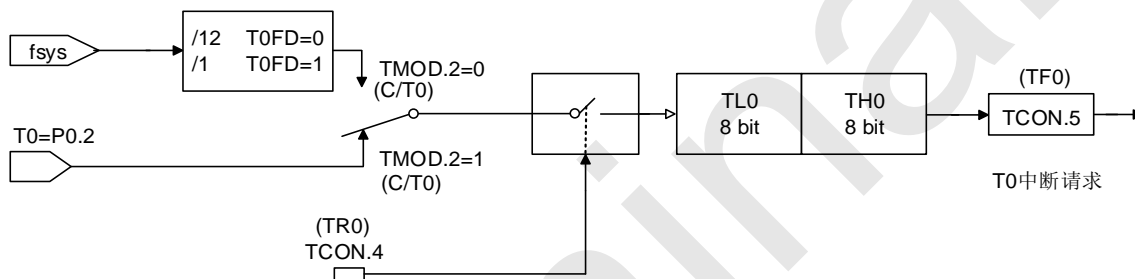 fsys
/12 T0FD=0
/1 T0FD=1
TMOD.2=0
(C/T0)
T0=P0.2
TMOD.2=1
(C/T0)
(TR0)
TCON.4
TL0
8 bit
TH0
8 bit
(TF0)
TCON.5
T0中断请求